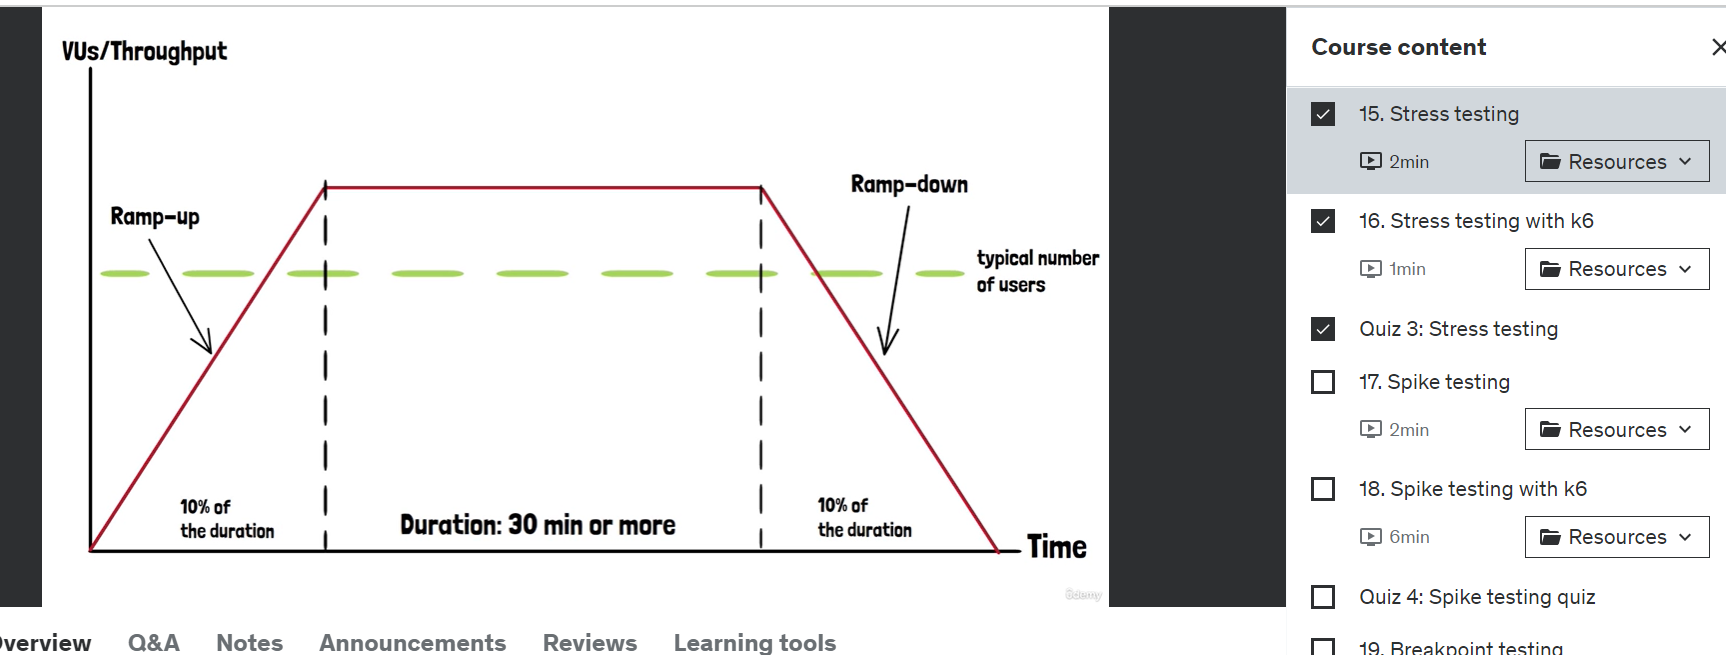 VUs/Throughput
Ramp-up
Ramp-down
typical number
of users
10% of
the duration
Duration: 30 min or more
10% of
the duration
Time
ûdemy
Overview
Q&A
Notes
Announcements
Reviews
Learning tools
Course content
15. Stress testing
2min
Resources
16. Stress testing with k6
1min
Resources
Quiz 3: Stress testing
17. Spike testing
2min
Resources
18. Spike testing with k6
6min
Resources
Quiz 4: Spike testing quiz
19. Breakpoint testing